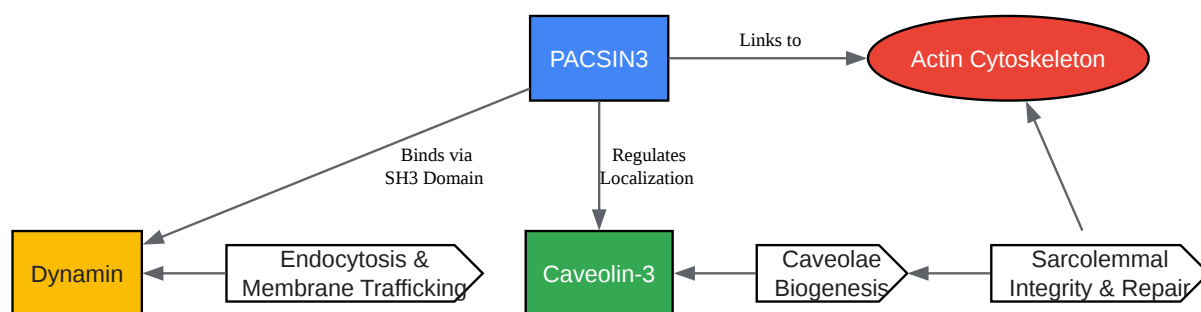 PACSIN3
Links to
Actin Cytoskeleton
Binds via
SH3 Domain
Regulates
Localization
Dynamin
Endocytosis &
Membrane Trafficking
Caveolin-3
Caveolae
Biogenesis
Sarcolemmal
Integrity & Repair